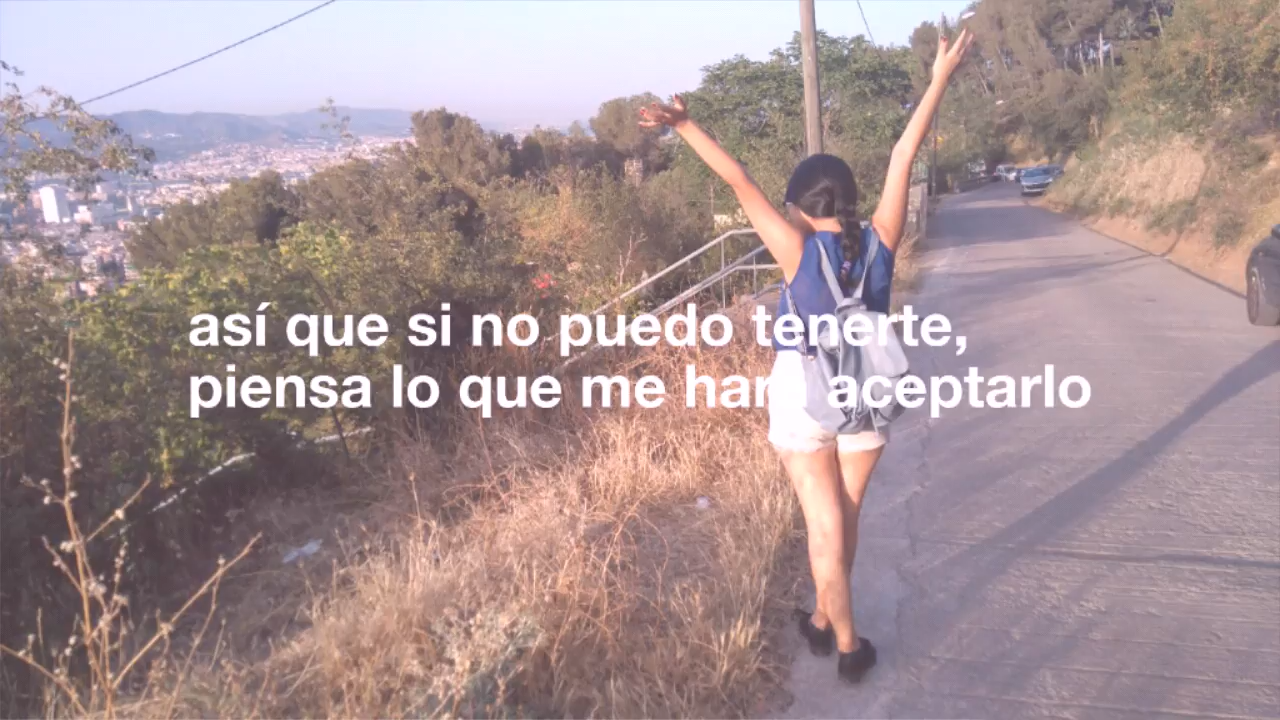 así que si no puedo tenerte,
piensa lo que me hará aceptarlo